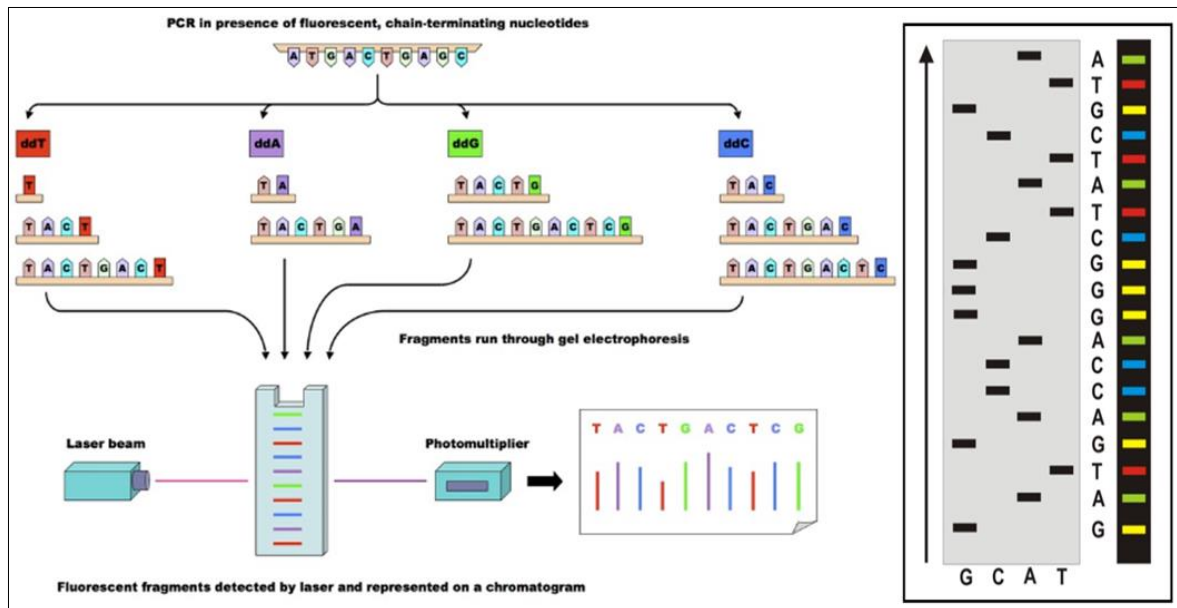 PCR in presence of fluorescent, chain-terminating nucleotides
A T G A C T G A G C
ddT ddA ddG ddC
T
T A
T A C T G
T A C
T A C T
T A C T G A
T A C T G A C T C G
T A C T G A C
T A C T G A C T
T A C T G A C T C
Fragments run through gel electrophoresis
Laser beam
Photomultiplier
T A C T G A C T C G
Fluorescent fragments detected by laser and represented on a chromatogram
A
T
G
C
T
A
T
C
G
G
G
A
C
C
A
G
T
A
G
G C A T